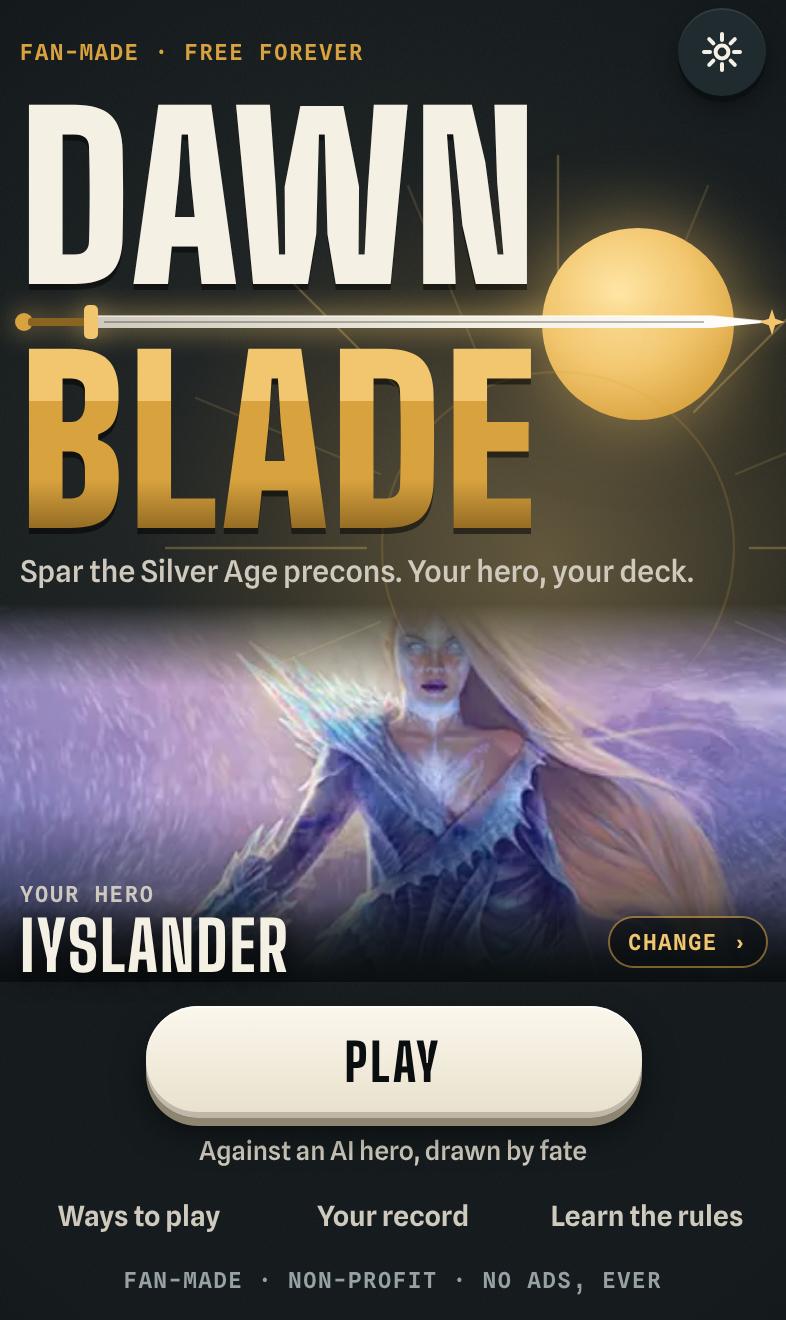 FAN-MADE · FREE FOREVER
DAWN
BLADE
Spar the Silver Age precons. Your hero, your deck.
YOUR HERO
IYSLANDER
CHANGE ›
PLAY
Against an AI hero, drawn by fate
Ways to play Your record Learn the rules
FAN-MADE · NON-PROFIT · NO ADS, EVER